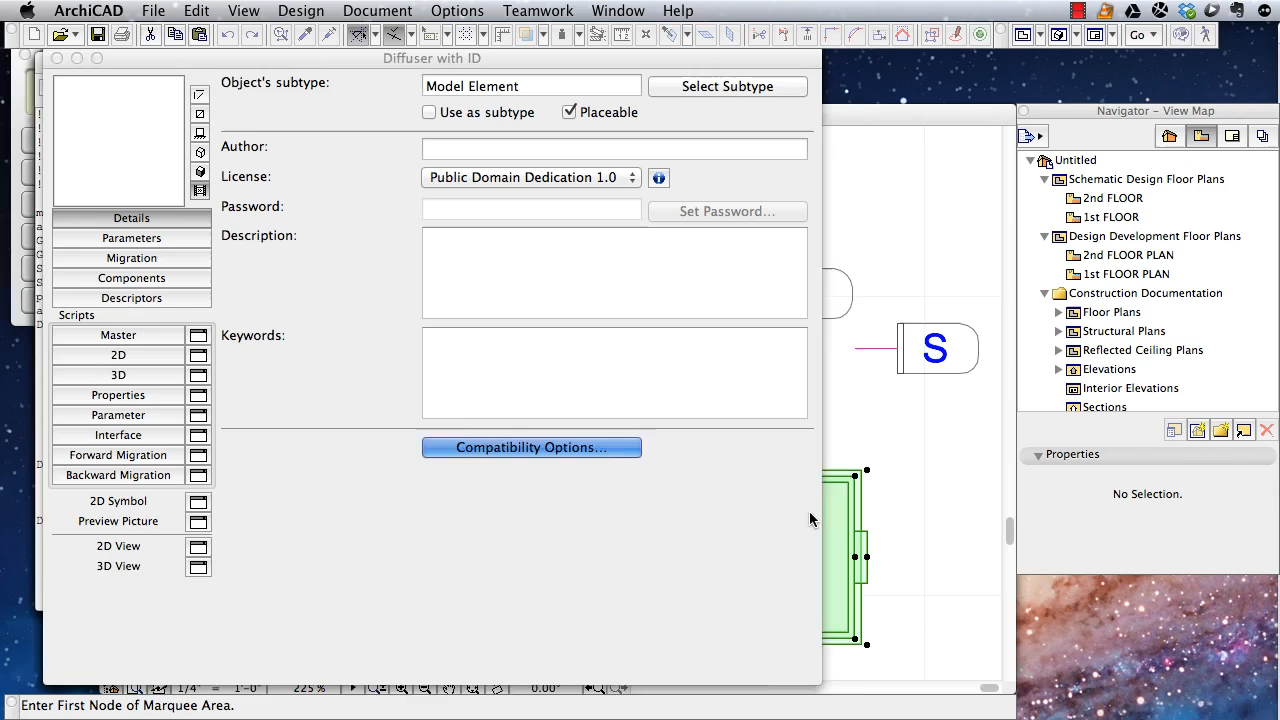 ArchiCAD File Edit View Design Document Options Teamwork Window Help
Go
Diffuser with ID
Object's subtype:
Model Element
Select Subtype
Use as subtype
Placeable
Author:
License:
Public Domain Dedication 1.0
Password:
Set Password...
Description:
Keywords:
Compatibility Options...
Details
Parameters
Migration
Components
Descriptors
Scripts
Master
2D
3D
Properties
Parameter
Interface
Forward Migration
Backward Migration
2D Symbol
Preview Picture
2D View
3D View
S
Navigator - View Map
Untitled
Schematic Design Floor Plans
2nd FLOOR
1st FLOOR
Design Development Floor Plans
2nd FLOOR PLAN
1st FLOOR PLAN
Construction Documentation
Floor Plans
Structural Plans
Reflected Ceiling Plans
Elevations
Interior Elevations
Sections
Properties
No Selection.
1/4" = 1'-0" 225% 0.00°
Enter First Node of Marquee Area.